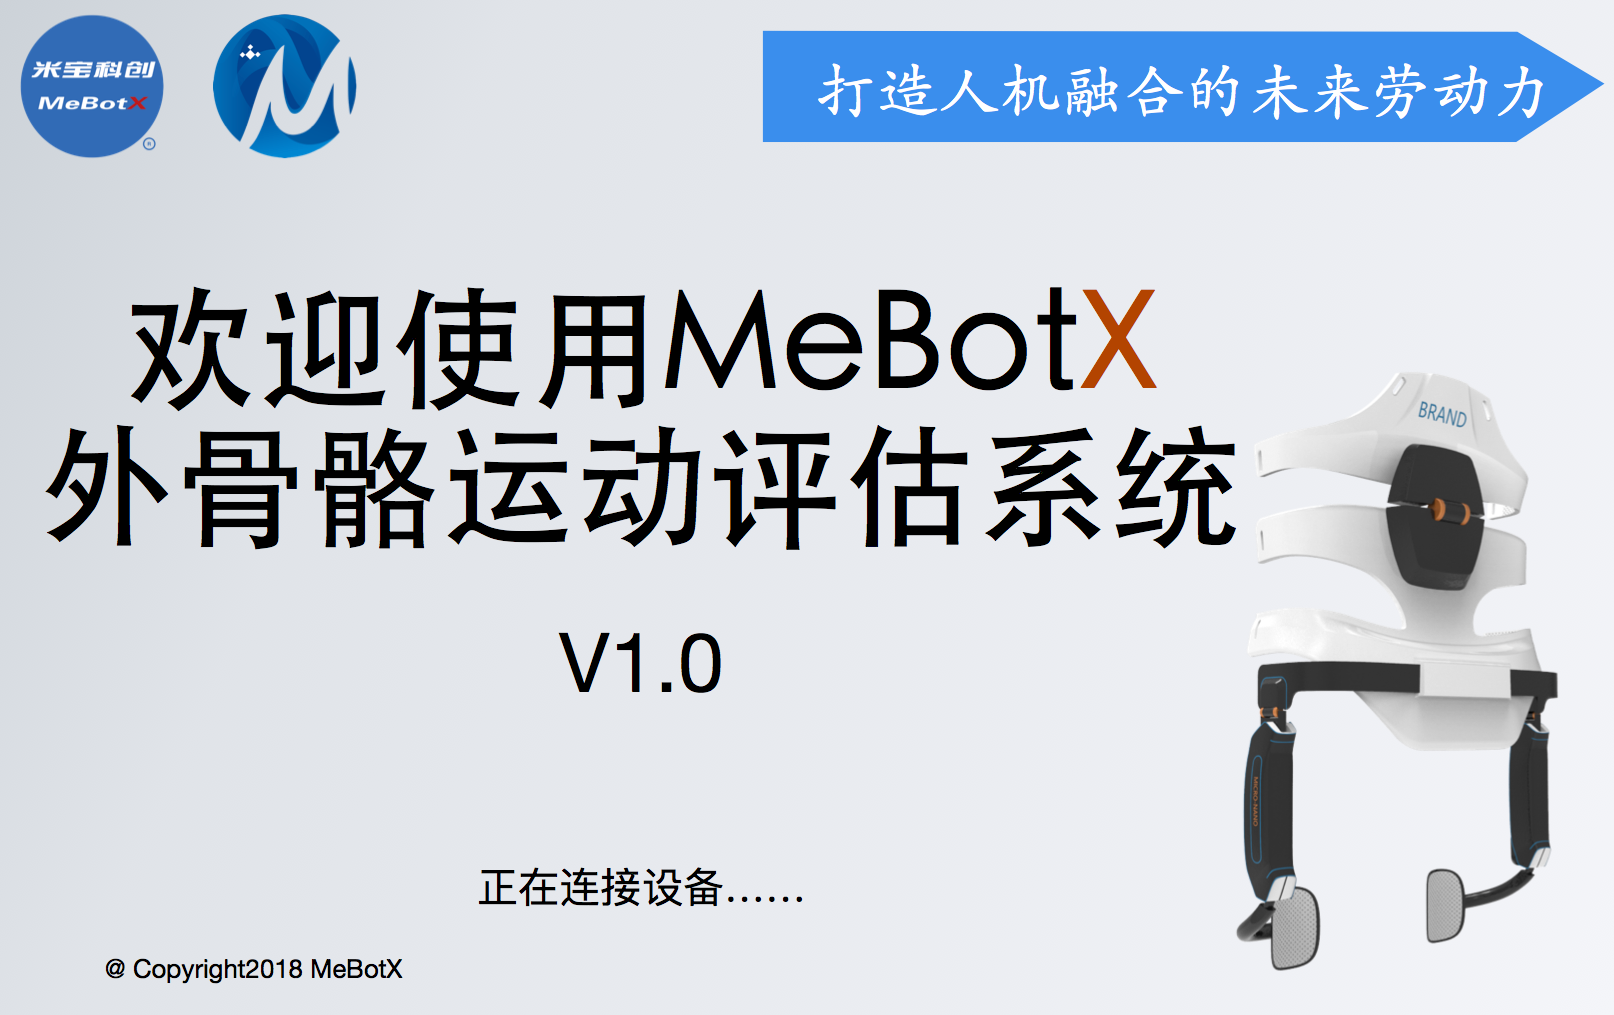 米宝科创
MeBotX
®
打造人机融合的未来劳动力
欢迎使用MeBotX
外骨骼运动评估系统
V1.0
BRAND
MICRO-NANO
正在连接设备……
@ Copyright2018 MeBotX